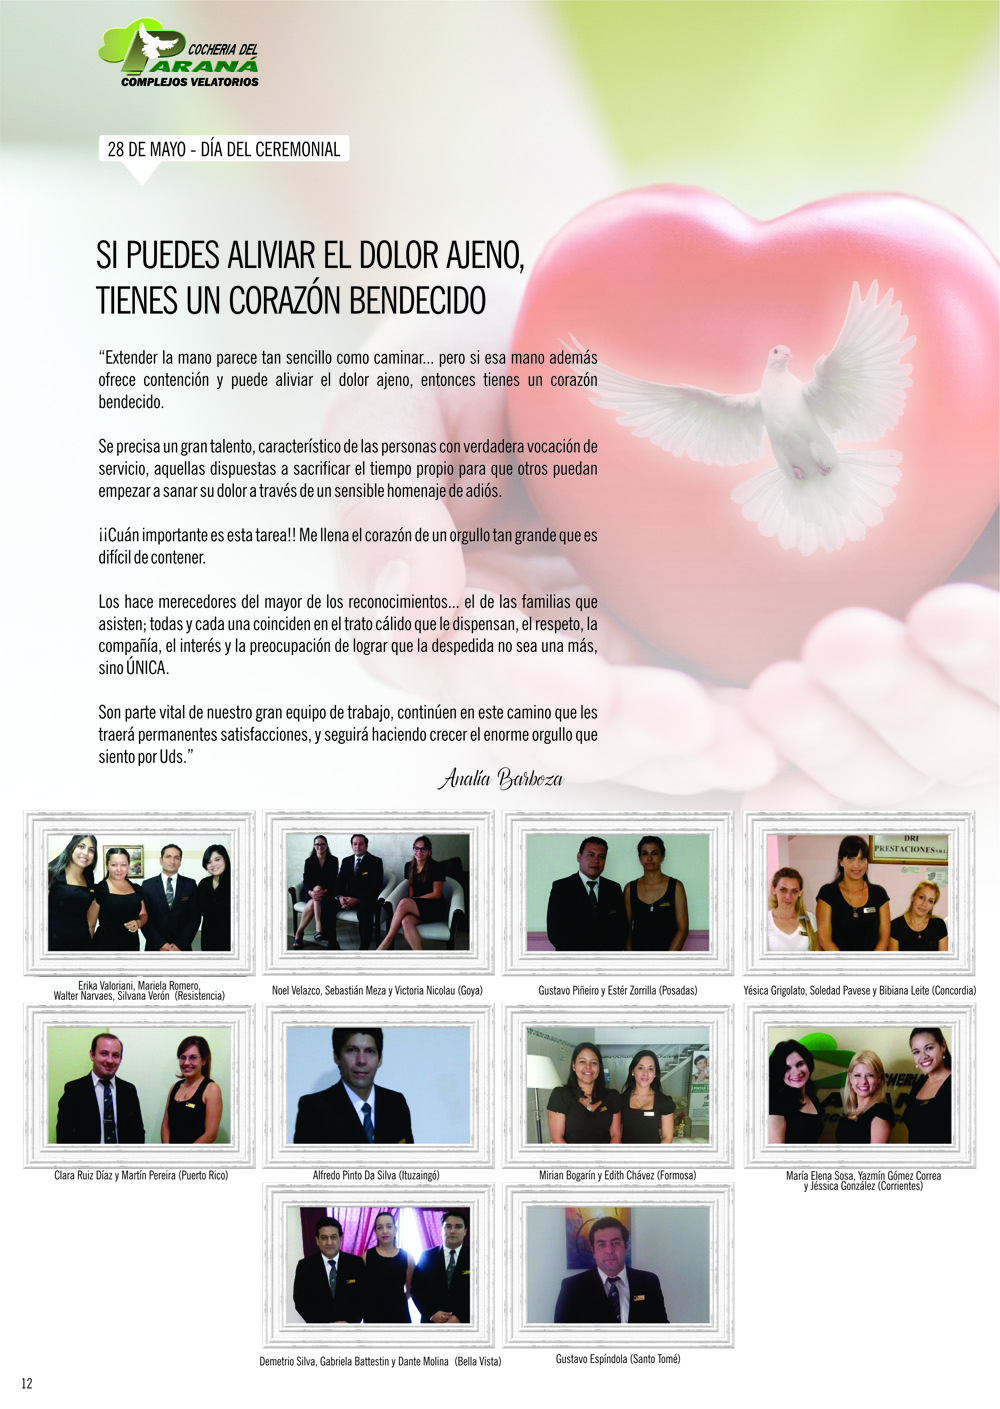 COCHERIA DEL
PARANÁ
COMPLEJOS VELATORIOS
28 DE MAYO - DÍA DEL CEREMONIAL
SI PUEDES ALIVIAR EL DOLOR AJENO,
TIENES UN CORAZÓN BENDECIDO
“Extender la mano parece tan sencillo como caminar... pero si esa mano además
ofrece contención y puede aliviar el dolor ajeno, entonces tienes un corazón
bendecido.
Se precisa un gran talento, característico de las personas con verdadera vocación de
servicio, aquellas dispuestas a sacrificar el tiempo propio para que otros puedan
empezar a sanar su dolor a través de un sensible homenaje de adiós.
¡¡Cuán importante es esta tarea!! Me llena el corazón de un orgullo tan grande que es
difícil de contener.
Los hace merecedores del mayor de los reconocimientos... el de las familias que
asisten; todas y cada una coinciden en el trato cálido que le dispensan, el respeto, la
compañía, el interés y la preocupación de lograr que la despedida no sea una más,
sino ÚNICA.
Son parte vital de nuestro gran equipo de trabajo, continúen en este camino que les
traerá permanentes satisfacciones, y seguirá haciendo crecer el enorme orgullo que
siento por Uds.”
Analía Barboza
DRI
PRESTACIONES S.R.L.
Erika Valoriani, Mariela Romero,
Walter Narvaes, Silvana Verón (Resistencia)
Noel Velazco, Sebastián Meza y Victoria Nicolau (Goya)
Gustavo Piñeiro y Estér Zorrilla (Posadas)
Yésica Grigolato, Soledad Pavese y Bibiana Leite (Concordia)
Clara Ruiz Díaz y Martín Pereira (Puerto Rico)
Alfredo Pinto Da Silva (Ituzaingó)
Mirian Bogarín y Edith Chávez (Formosa)
María Elena Sosa, Yazmín Gómez Correa
y Jéssica González (Corrientes)
Demetrio Silva, Gabriela Battestin y Dante Molina (Bella Vista)
Gustavo Espíndola (Santo Tomé)
12